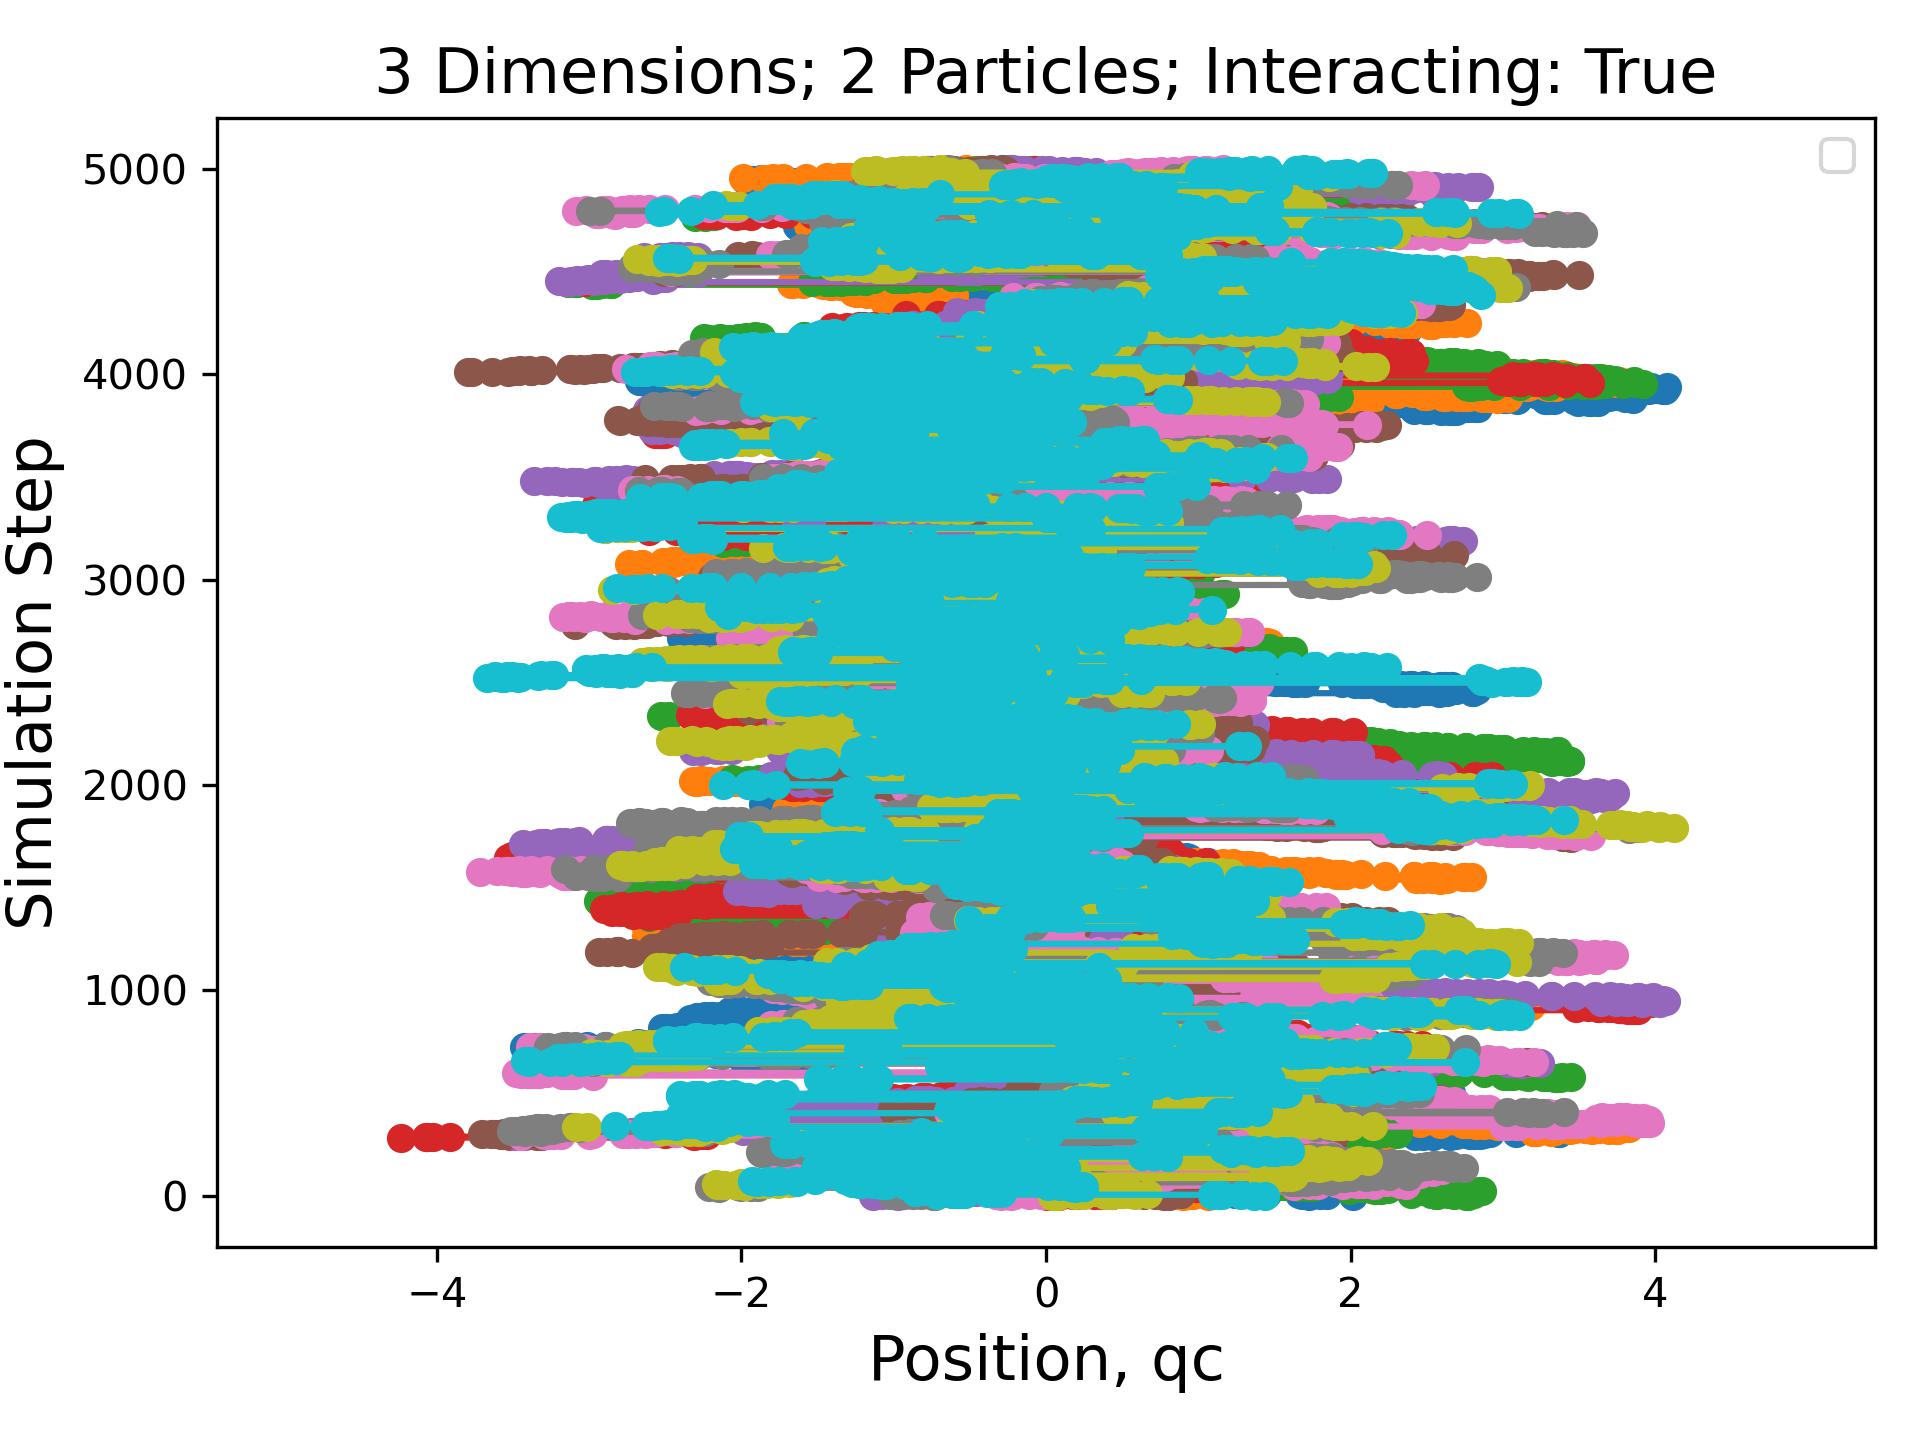 3 Dimensions; 2 Particles; Interacting: True
5000
4000
3000
2000
1000
0
Simulation Step
−4 −2 0 2 4
Position, qc